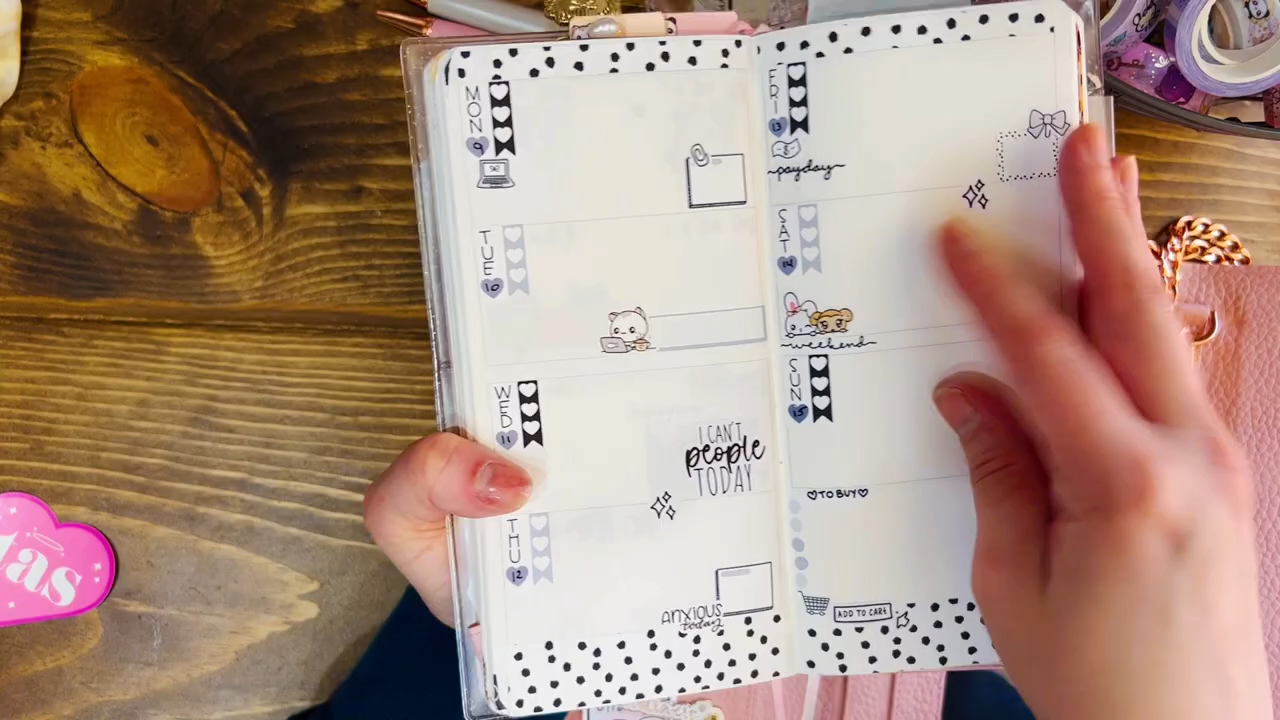 MON
9
TUE
10
WED
11
I CAN'T
people
TODAY
THU
12
ANXIOUS
today
FRI
13
$
payday
SAT
14
weekend
SUN
15
TO BUY
ADD TO CART
tas